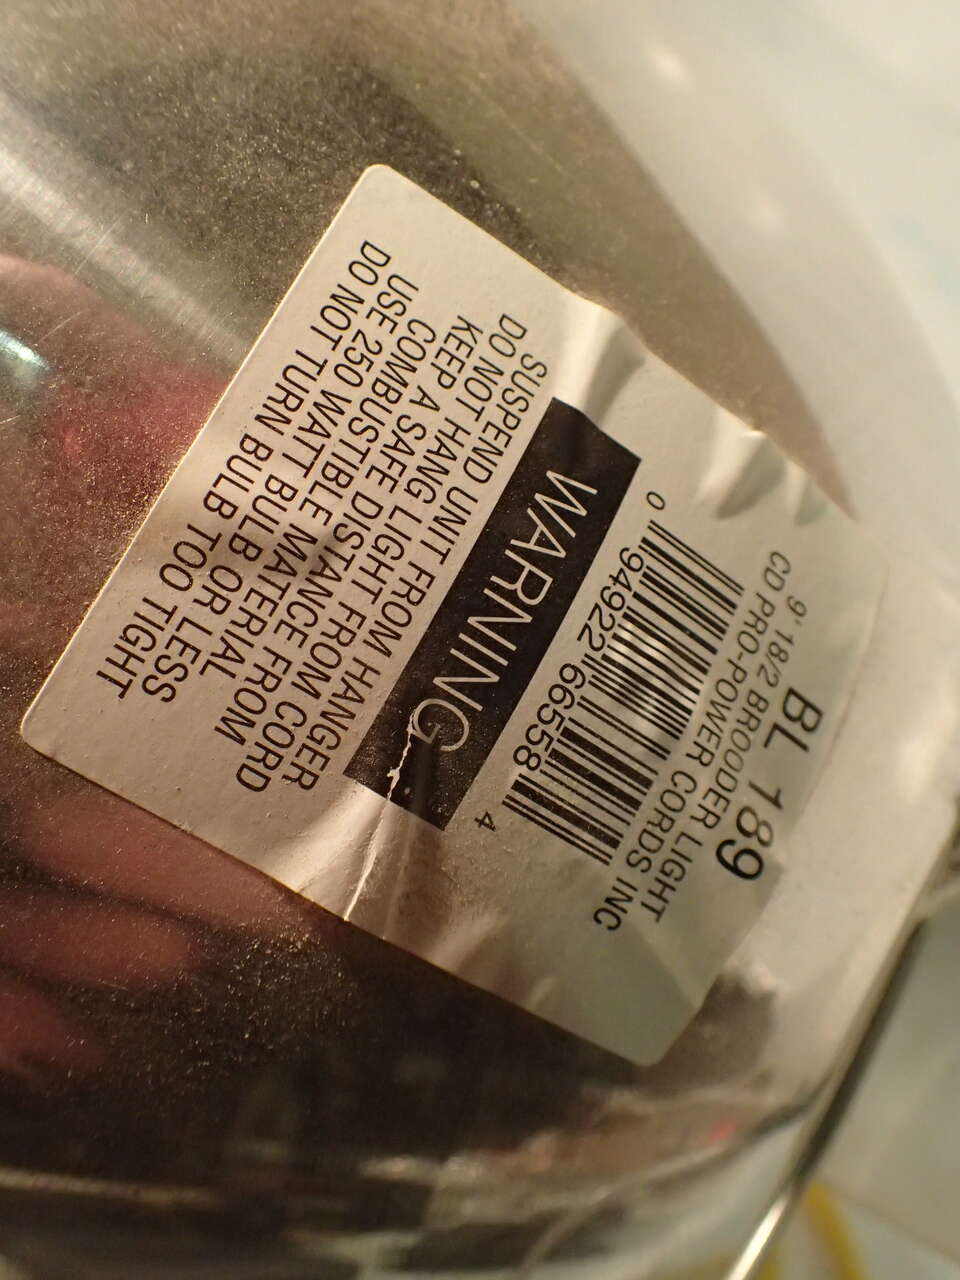 BL 189
9' 18/2 BROODER LIGHT
CD PRO-POWER CORDS INC
0 94922 66558 4
WARNING
SUSPEND UNIT FROM HANGER
DO NOT HANG LIGHT FROM CORD
KEEP A SAFE DISTANCE FROM
COMBUSTIBLE MATERIAL
USE 250 WATT BULB OR LESS
DO NOT TURN BULB TOO TIGHT